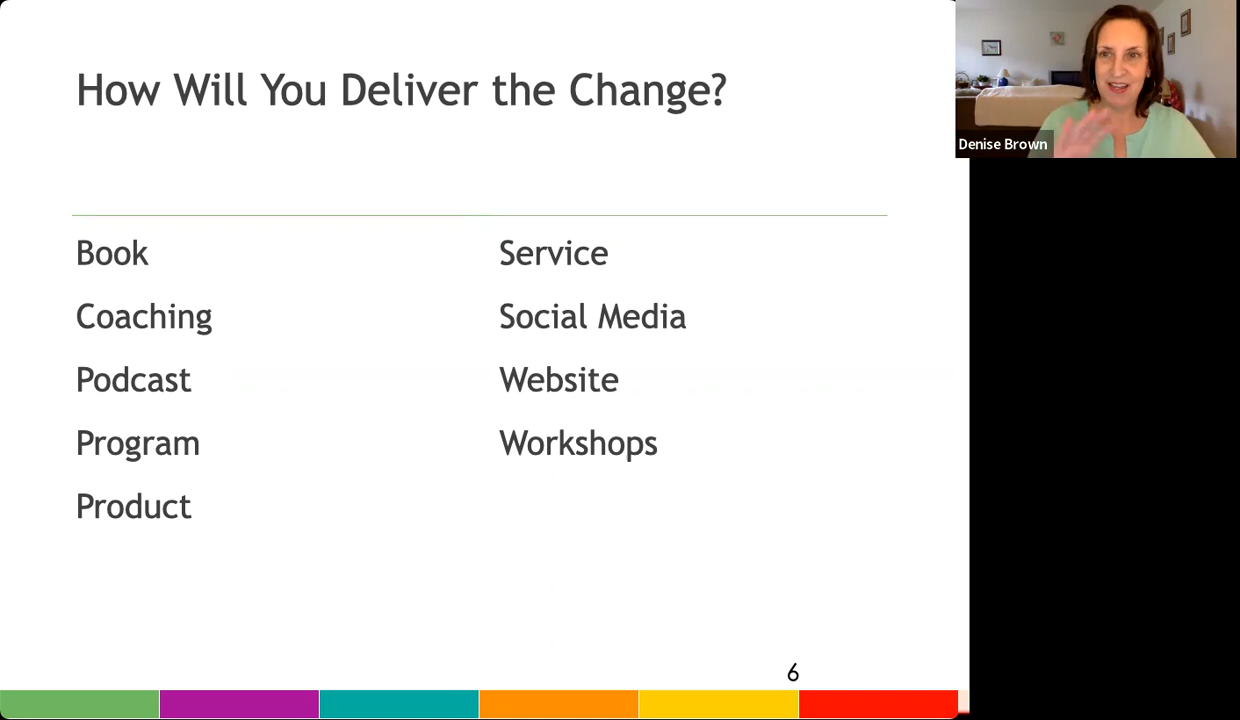 How Will You Deliver the Change?
Book
Coaching
Podcast
Program
Product
Service
Social Media
Website
Workshops
6
Denise Brown